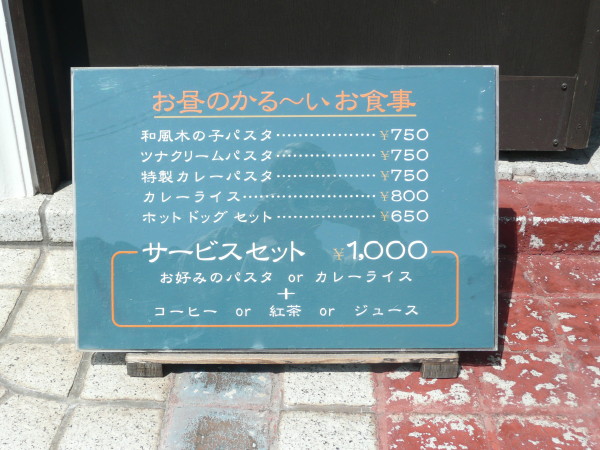 お昼のかる〜いお食事
和風木の子パスタ………………¥750
ツナクリームパスタ………………¥750
特製カレーパスタ………………¥750
カレーライス………………………¥800
ホットドッグ セット………………¥650
サービスセット ¥1,000
お好みのパスタ or カレーライス
+
コーヒー or 紅茶 or ジュース